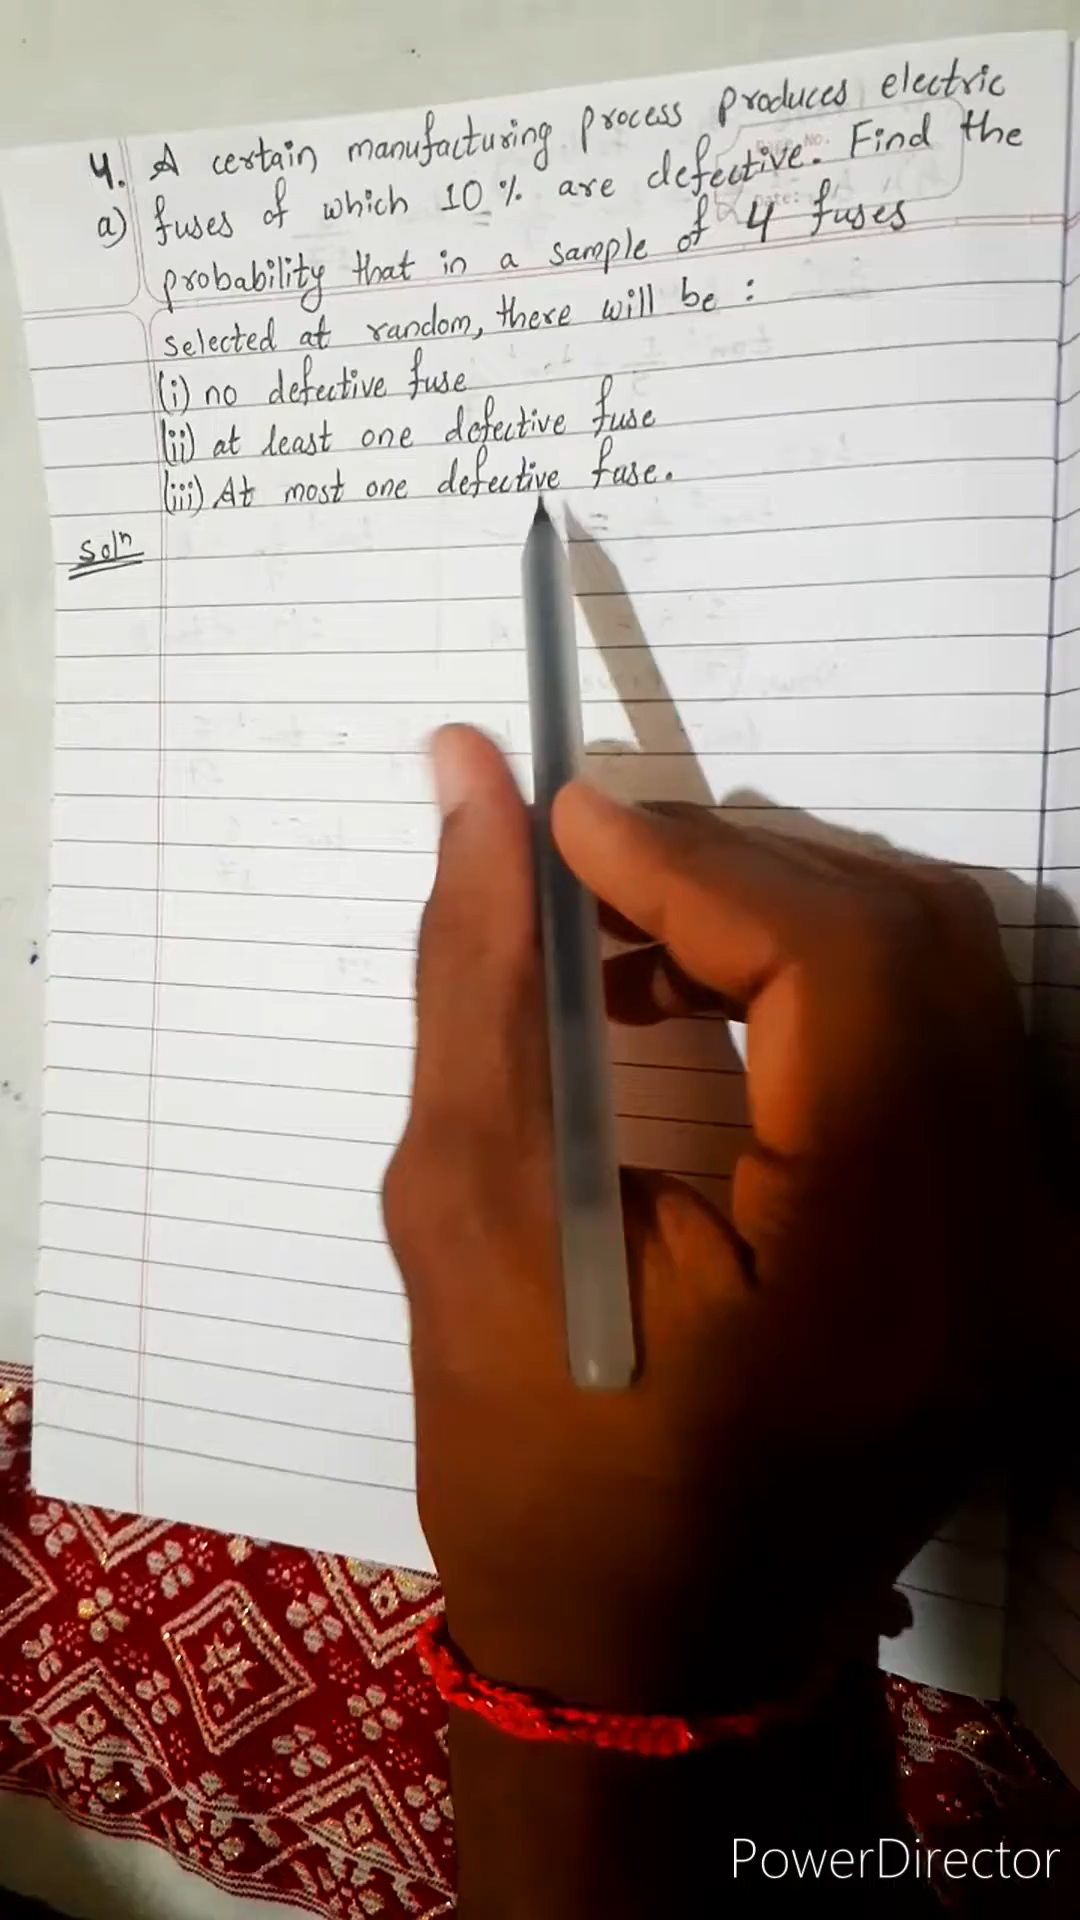 4. A certain manufacturing process produces electric
a) fuses of which 10 % are defective. Find the
probability that in a sample of 4 fuses
selected at random, there will be :
(i) no defective fuse
(ii) at least one defective fuse
(iii) At most one defective fuse.
Soln
PowerDirector